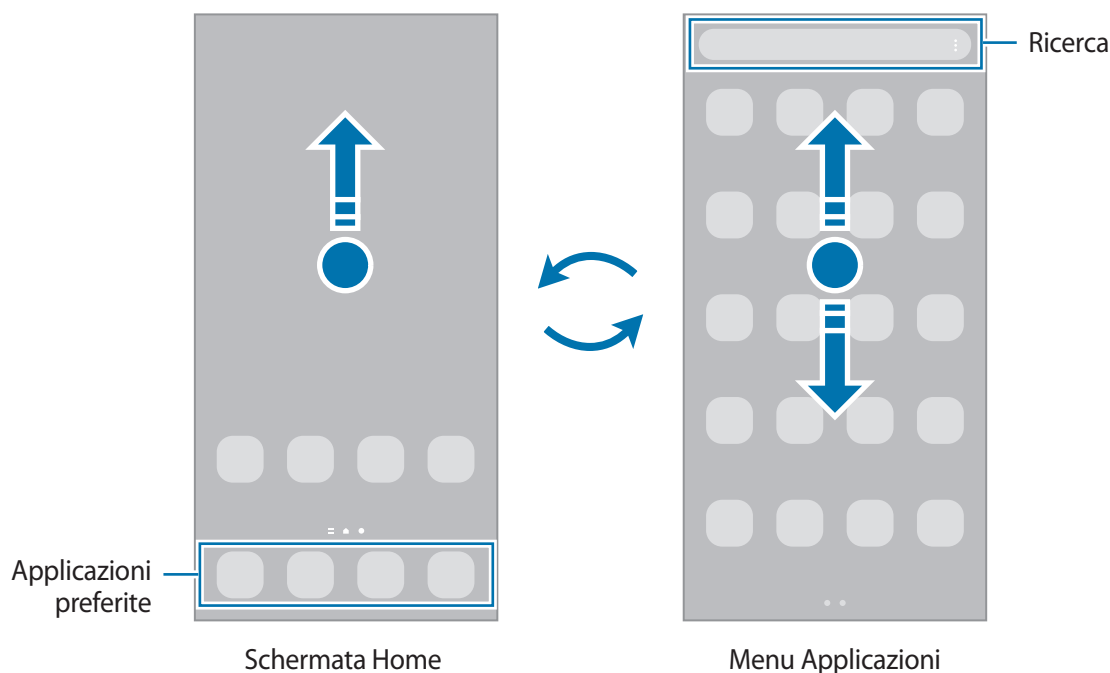 Ricerca
Applicazioni
preferite
Schermata Home
Menu Applicazioni